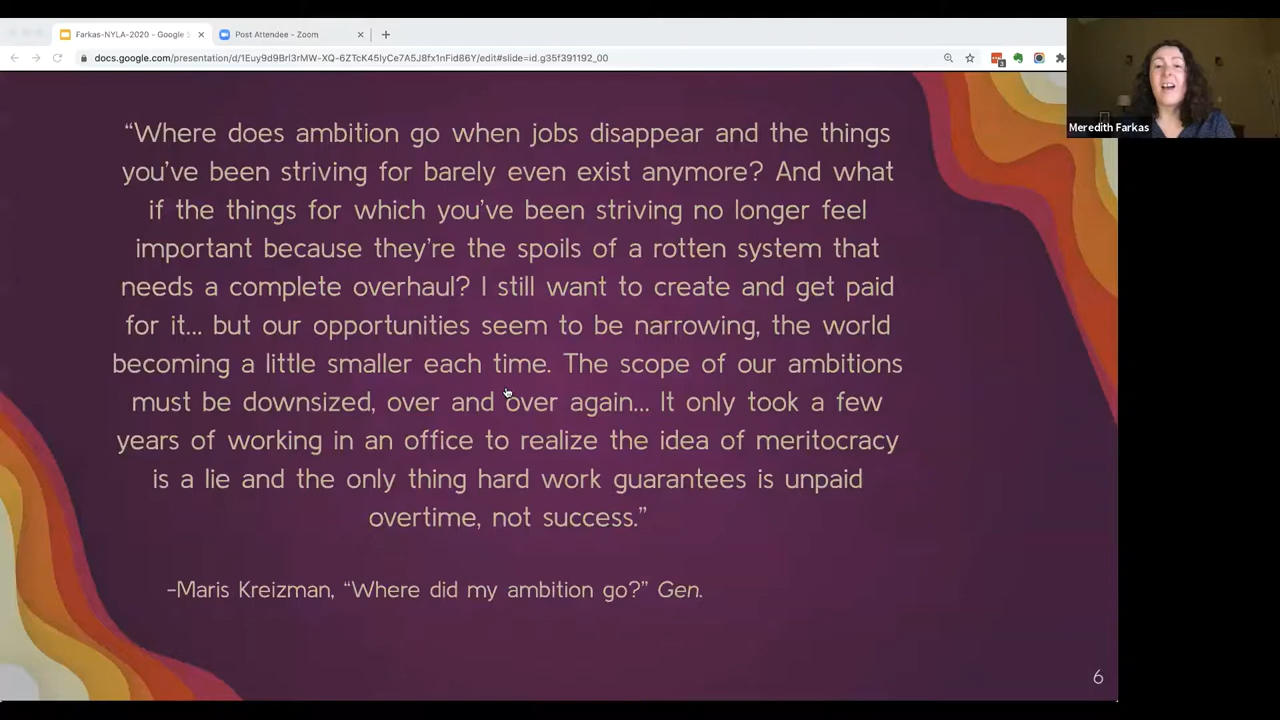 Farkas-NYLA-2020 - Google S
Post Attendee - Zoom
docs.google.com/presentation/d/1Euy9d9Brl3rMW-XQ-6ZTcK45IyCe7A5J8fx1nFid86Y/edit#slide=id.g35f391192_00
Meredith Farkas
“Where does ambition go when jobs disappear and the things
you’ve been striving for barely even exist anymore? And what
if the things for which you’ve been striving no longer feel
important because they’re the spoils of a rotten system that
needs a complete overhaul? I still want to create and get paid
for it... but our opportunities seem to be narrowing, the world
becoming a little smaller each time. The scope of our ambitions
must be downsized, over and over again... It only took a few
years of working in an office to realize the idea of meritocracy
is a lie and the only thing hard work guarantees is unpaid
overtime, not success.”
-Maris Kreizman, “Where did my ambition go?” Gen.
6